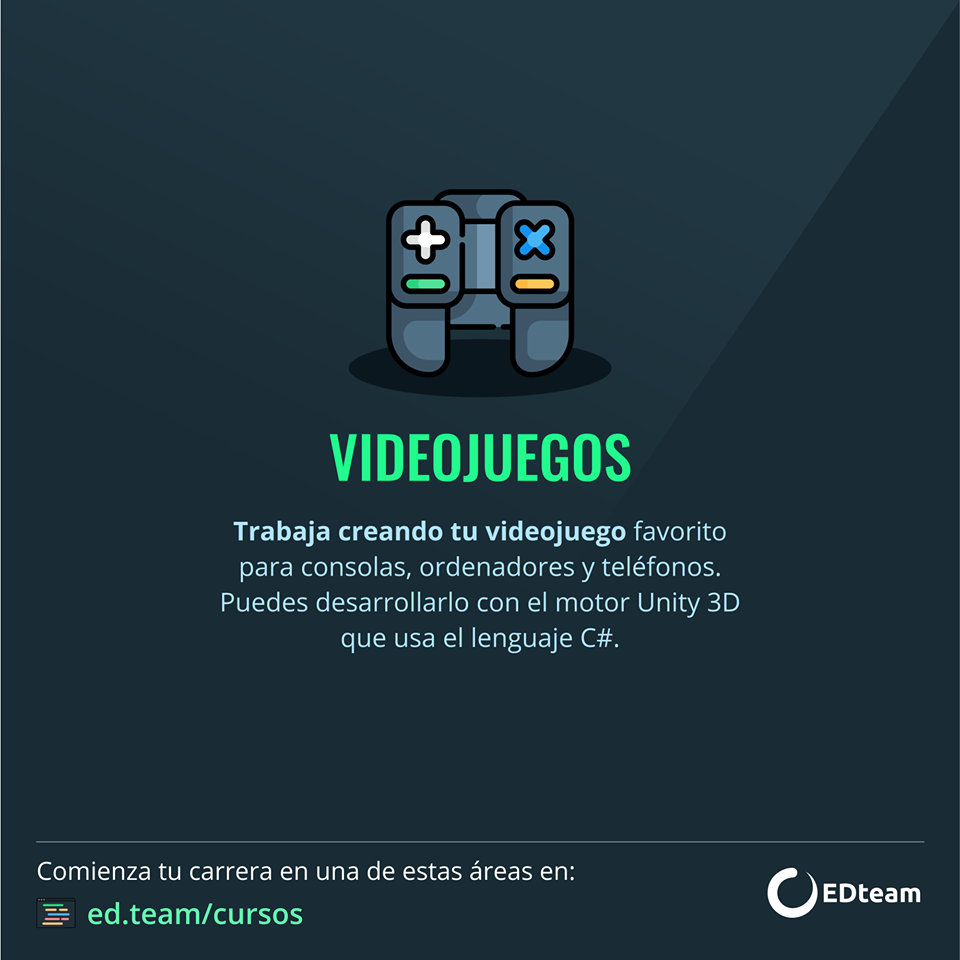 VIDEOJUEGOS
Trabaja creando tu videojuego favorito
para consolas, ordenadores y teléfonos.
Puedes desarrollarlo con el motor Unity 3D
que usa el lenguaje C#.
Comienza tu carrera en una de estas áreas en:
ed.team/cursos
EDteam